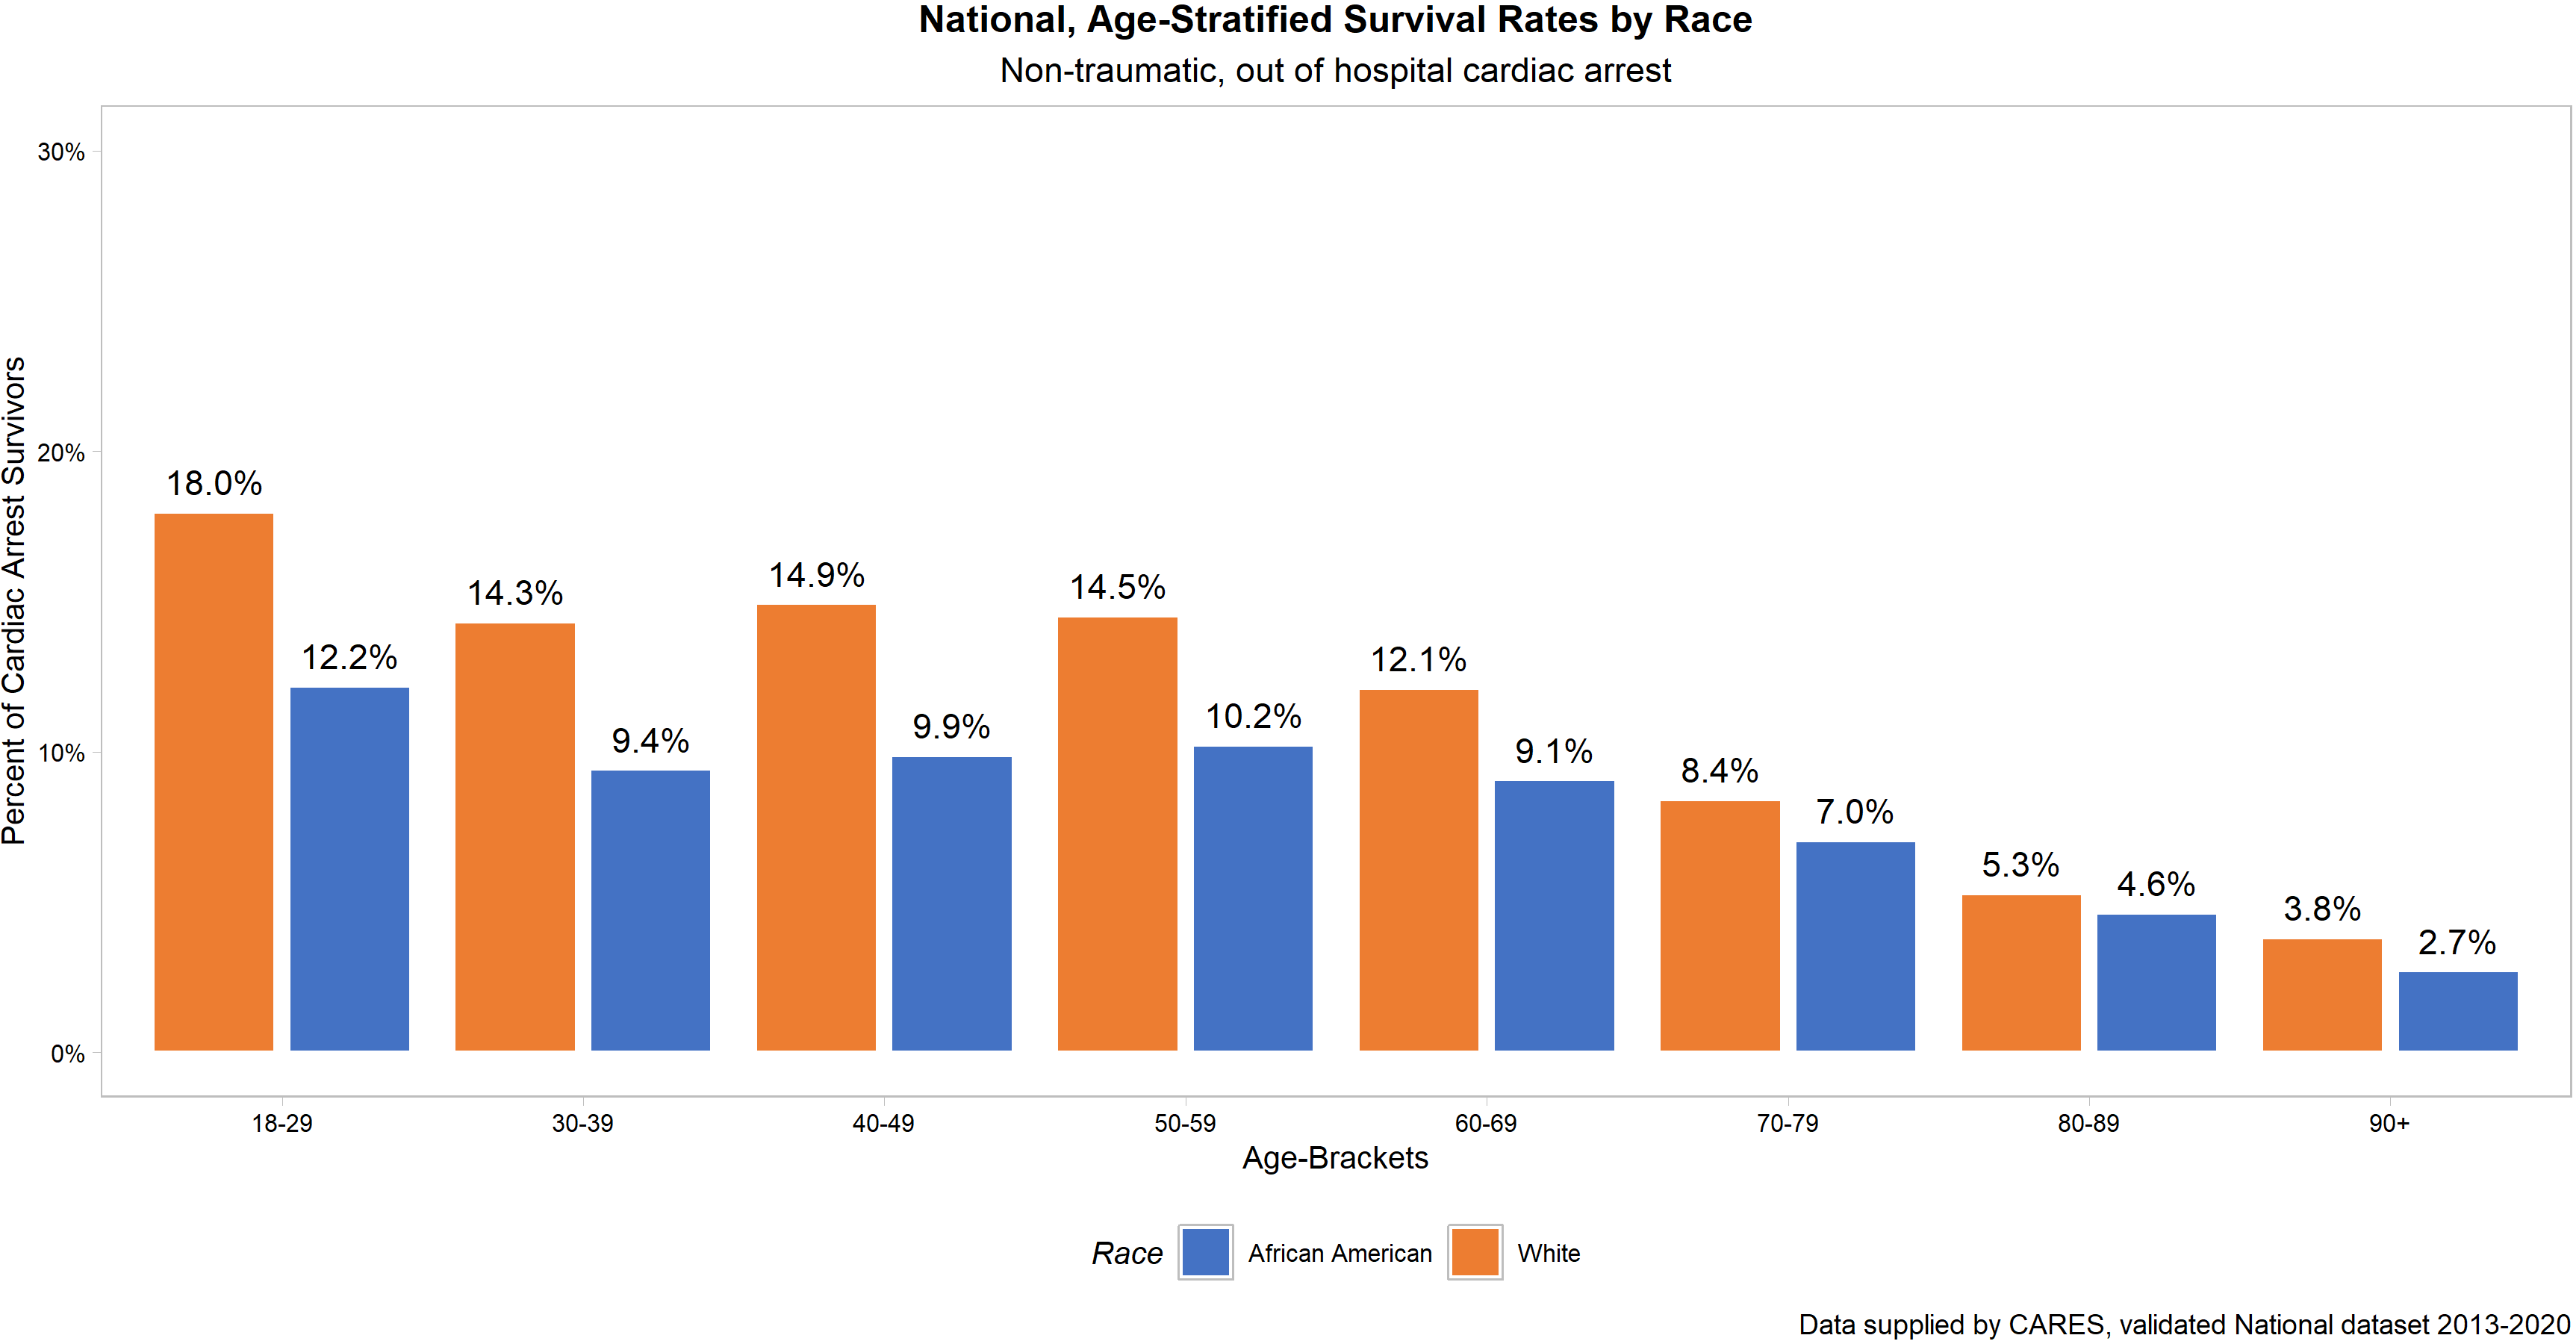 National, Age-Stratified Survival Rates by Race
Non-traumatic, out of hospital cardiac arrest
Percent of Cardiac Arrest Survivors
30%
20%
10%
0%
18.0%
12.2%
14.3%
9.4%
14.9%
9.9%
14.5%
10.2%
12.1%
9.1%
8.4%
7.0%
5.3%
4.6%
3.8%
2.7%
18-29 30-39 40-49 50-59 60-69 70-79 80-89 90+
Age-Brackets
Race African American White
Data supplied by CARES, validated National dataset 2013-2020